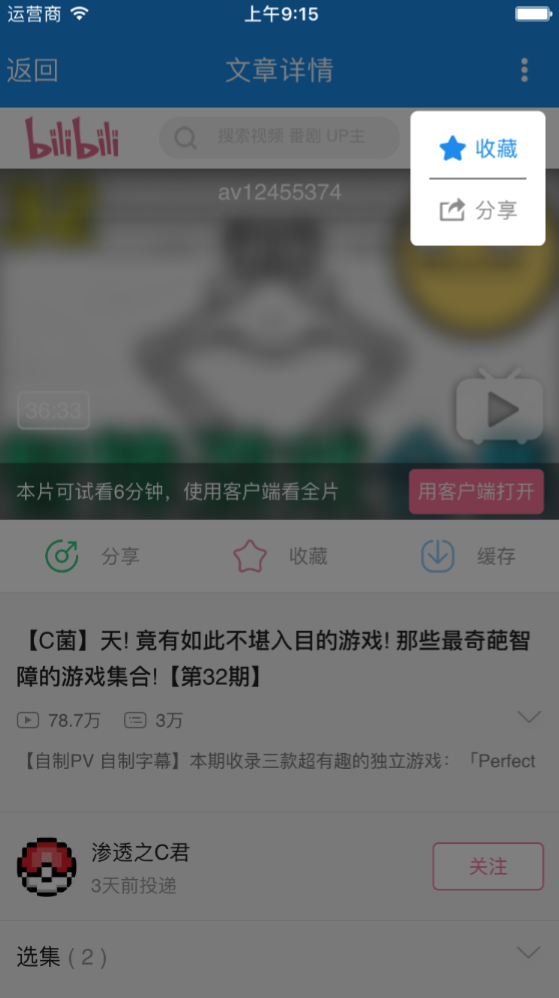 运营商 上午9:15
返回 文章详情
bilibili 搜索视频 番剧 UP主
收藏
分享
av12455374
36:33
本片可试看6分钟，使用客户端看全片 用客户端打开
分享 收藏 缓存
【C菌】天! 竟有如此不堪入目的游戏! 那些最奇葩智
障的游戏集合!【第32期】
78.7万 3万
【自制PV 自制字幕】本期收录三款超有趣的独立游戏：「Perfect
渗透之C君 关注
3天前投递
选集 ( 2 )